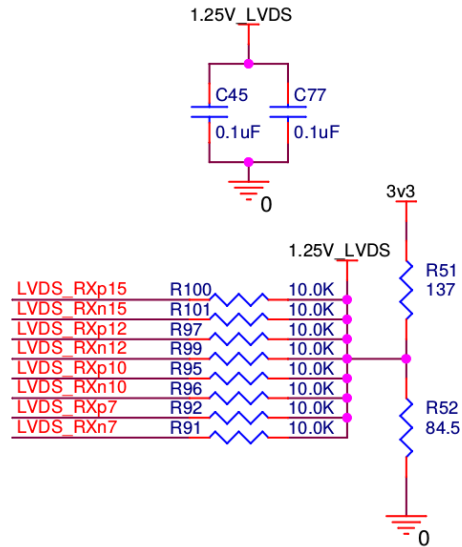 1.25V_LVDS
C45 C77
0.1uF 0.1uF
0
3v3
1.25V_LVDS
R51
137
LVDS_RXp15 R100 10.0K
LVDS_RXn15 R101 10.0K
LVDS_RXp12 R97 10.0K
LVDS_RXn12 R99 10.0K
LVDS_RXp10 R95 10.0K
LVDS_RXn10 R96 10.0K
LVDS_RXp7 R92 10.0K
LVDS_RXn7 R91 10.0K
R52
84.5
0